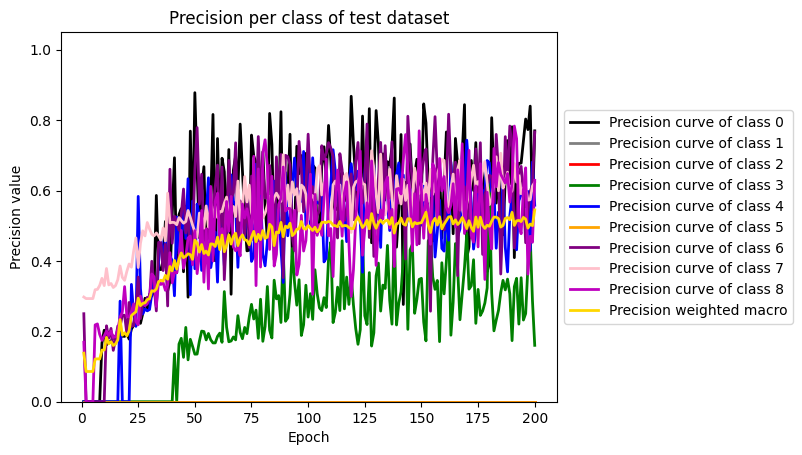 Precision per class of test dataset
Precision value
1.0
0.8
0.6
0.4
0.2
0.0
0
25
50
75
100
125
150
175
200
Epoch
Precision curve of class 0
Precision curve of class 1
Precision curve of class 2
Precision curve of class 3
Precision curve of class 4
Precision curve of class 5
Precision curve of class 6
Precision curve of class 7
Precision curve of class 8
Precision weighted macro